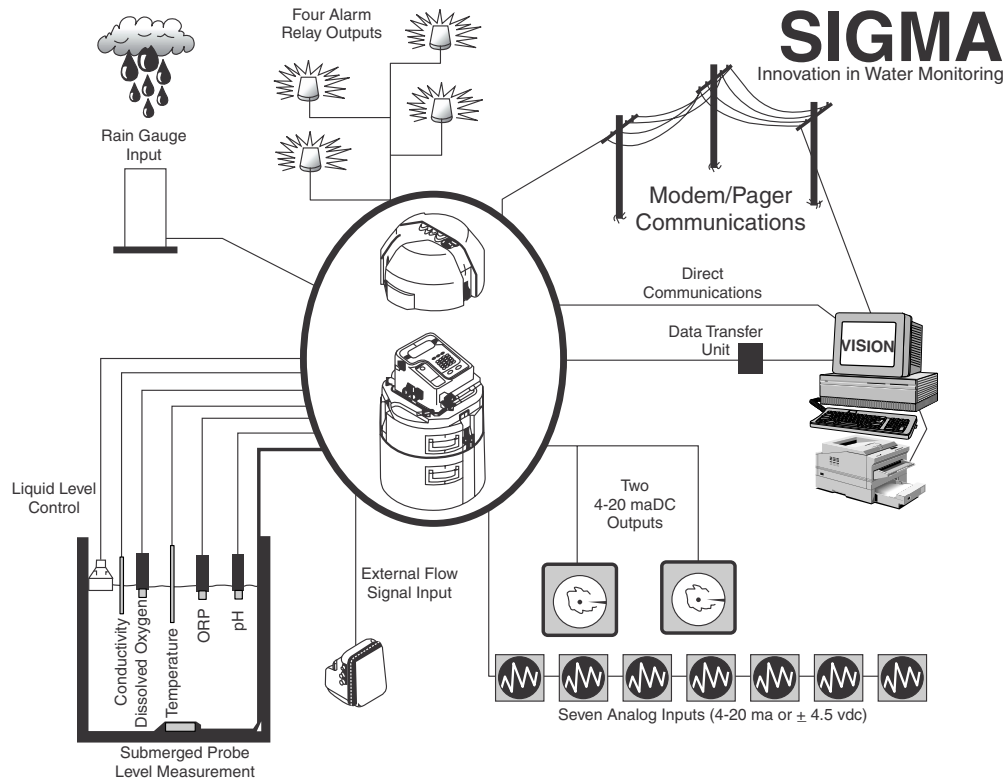 Four Alarm
Relay Outputs
SIGMA
Innovation in Water Monitoring
Rain Gauge
Input
Modem/Pager
Communications
Direct
Communications
Data Transfer
Unit
VISION
Liquid Level
Control
Two
4-20 maDC
Outputs
External Flow
Signal Input
Conductivity
Dissolved Oxygen
Temperature
ORP
pH
Seven Analog Inputs (4-20 ma or ± 4.5 vdc)
Submerged Probe
Level Measurement